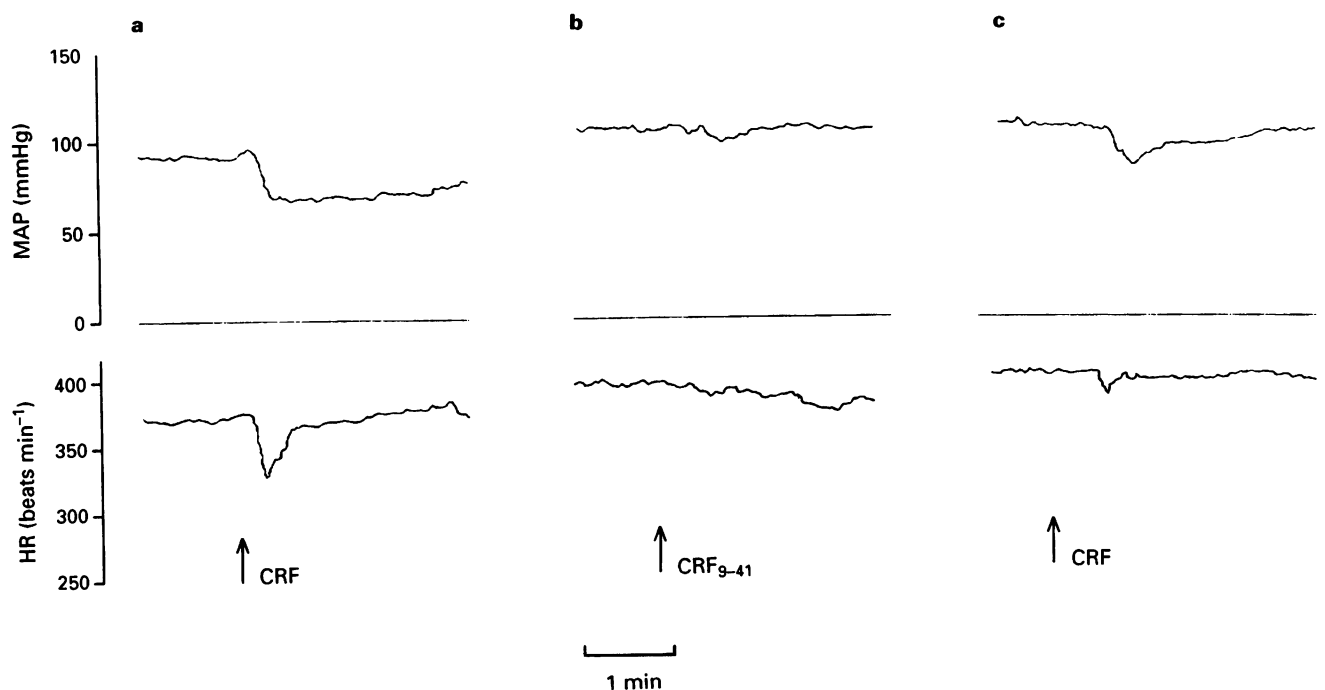 a
b
c
150
100
50
0
MAP (mmHg)
400
350
300
250
HR (beats min⁻¹)
CRF
CRF₉₋₄₁
CRF
1 min